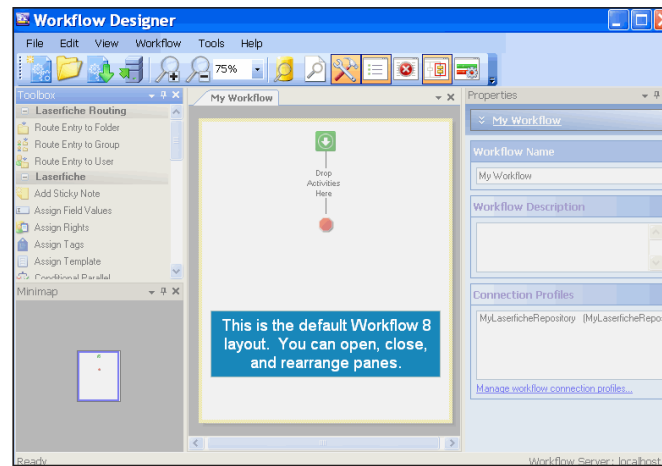 Workflow Designer
File Edit View Workflow Tools Help
75%
Toolbox
Laserfiche Routing
Route Entry to Folder
Route Entry to Group
Route Entry to User
Laserfiche
Add Sticky Note
Assign Field Values
Assign Rights
Assign Tags
Assign Template
Conditional Parallel
Minimap
My Workflow
Drop
Activities
Here
This is the default Workflow 8
layout. You can open, close,
and rearrange panes.
Properties
My Workflow
Workflow Name
My Workflow
Workflow Description
Connection Profiles
MyLaserficheRepository (MyLaserficheRepos
Manage workflow connection profiles...
Ready
Workflow Server: localhost